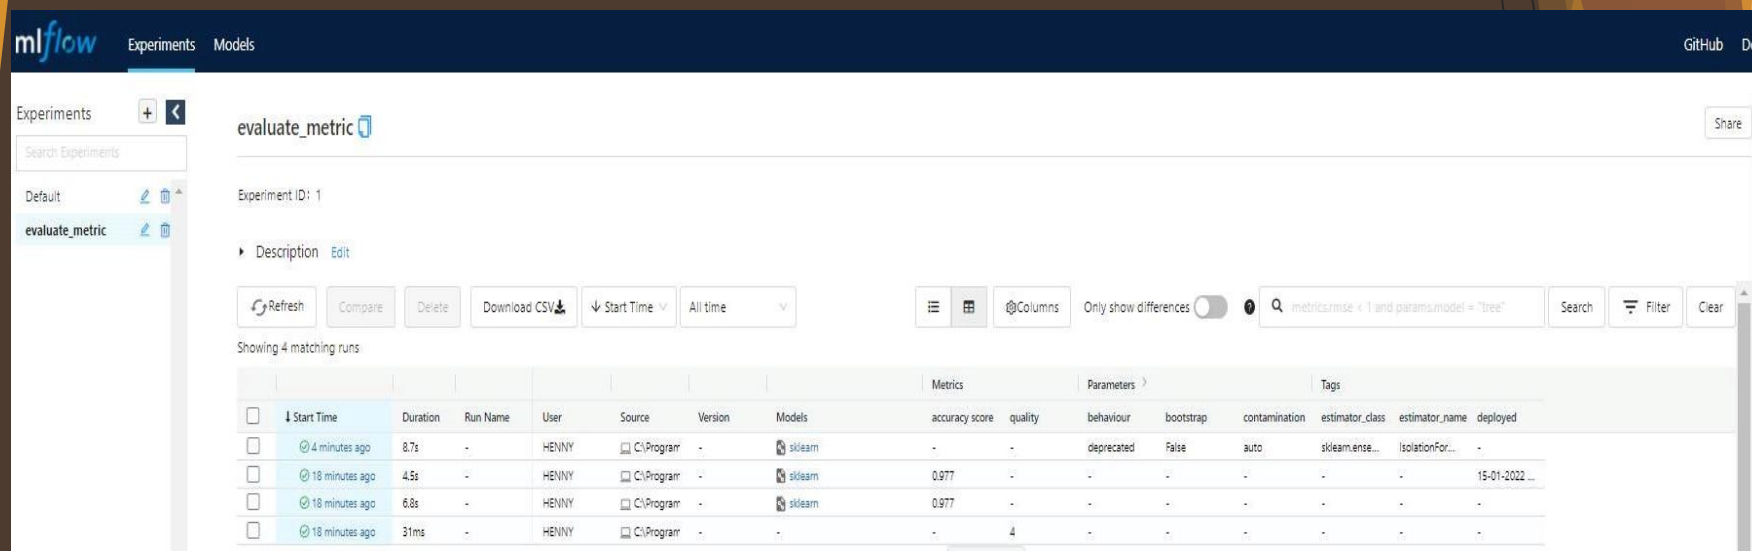 mlflow Experiments Models GitHub
Experiments +
evaluate_metric Share
Search Experiments
Default
evaluate_metric
Experiment ID: 1
Description Edit
Refresh Compare Delete Download CSV Start Time All time Columns Only show differences metrics.rmse < 1 and params.model = "tree" Search Filter Clear
Showing 4 matching runs
Metrics Parameters Tags
Start Time Duration Run Name User Source Version Models accuracy score quality behaviour bootstrap contamination estimator_class estimator_name deployed
4 minutes ago 8.7s - HENNY C:\Program - sklearn - - deprecated False auto sklearn.ense... IsolationFor... -
18 minutes ago 4.5s - HENNY C:\Program - sklearn 0.977 - - - - - - 15-01-2022 ...
18 minutes ago 6.8s - HENNY C:\Program - sklearn 0.977 - - - - - - -
18 minutes ago 31ms - HENNY C:\Program - - - 4 - - - - - -